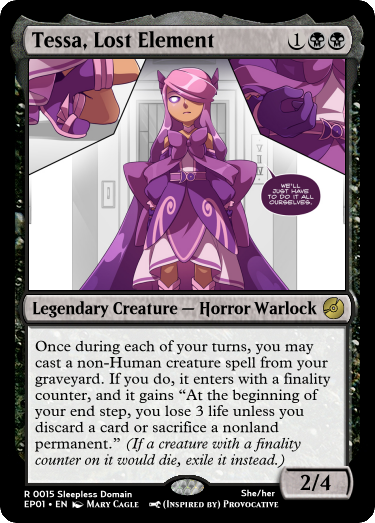 Tessa, Lost Element 1
WE'LL
JUST HAVE
TO DO IT ALL
OURSELVES.
Legendary Creature — Horror Warlock
Once during each of your turns, you may
cast a non-Human creature spell from your
graveyard. If you do, it enters with a finality
counter, and it gains “At the beginning of
your end step, you lose 3 life unless you
discard a card or sacrifice a nonland
permanent.” (If a creature with a finality
counter on it would die, exile it instead.)
2/4
R 0015 Sleepless Domain She/her
EP01 • EN Mary Cagle (Inspired by) Provocative